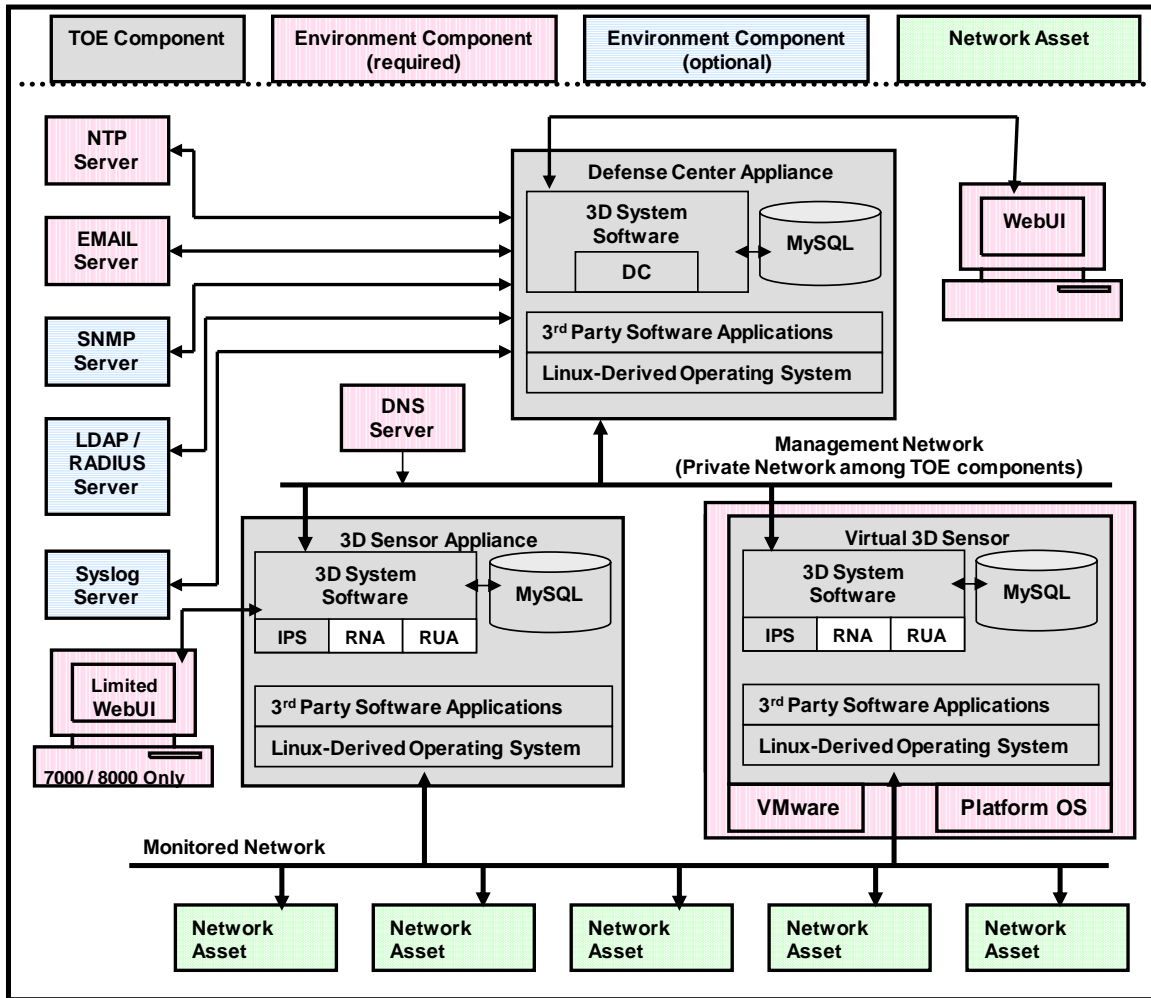 TOE Component
Environment Component
(required)
Environment Component
(optional)
Network Asset
NTP
Server
EMAIL
Server
SNMP
Server
LDAP /
RADIUS
Server
Syslog
Server
Defense Center Appliance
3D System
Software
DC
MySQL
3rd Party Software Applications
Linux-Derived Operating System
WebUI
DNS
Server
Management Network
(Private Network among TOE components)
3D Sensor Appliance
3D System
Software
IPS
RNA
RUA
MySQL
3rd Party Software Applications
Linux-Derived Operating System
Limited
WebUI
7000 / 8000 Only
Virtual 3D Sensor
3D System
Software
IPS
RNA
RUA
MySQL
3rd Party Software Applications
Linux-Derived Operating System
VMware
Platform OS
Monitored Network
Network
Asset
Network
Asset
Network
Asset
Network
Asset
Network
Asset